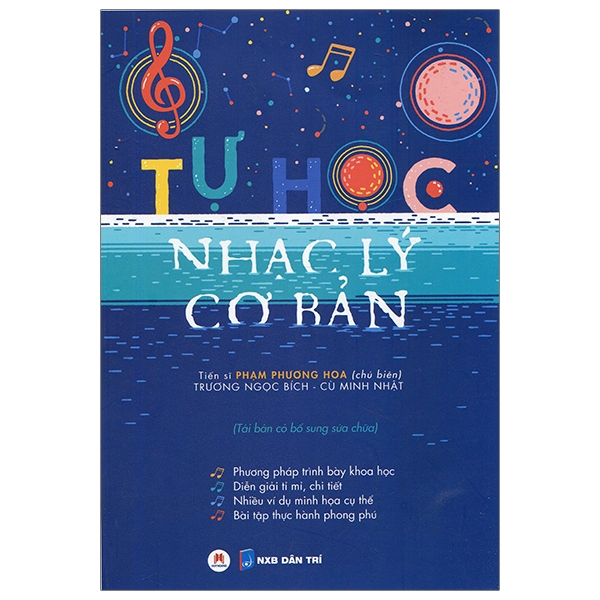 TỰ HỌC
NHẠC LÝ
CƠ BẢN
Tiến sĩ PHẠM PHƯƠNG HOA (chủ biên)
TRƯƠNG NGỌC BÍCH - CÙ MINH NHẬT
(Tái bản có bổ sung sửa chữa)
Phương pháp trình bày khoa học
Diễn giải tỉ mỉ, chi tiết
Nhiều ví dụ minh họa cụ thể
Bài tập thực hành phong phú
NXB DÂN TRÍ